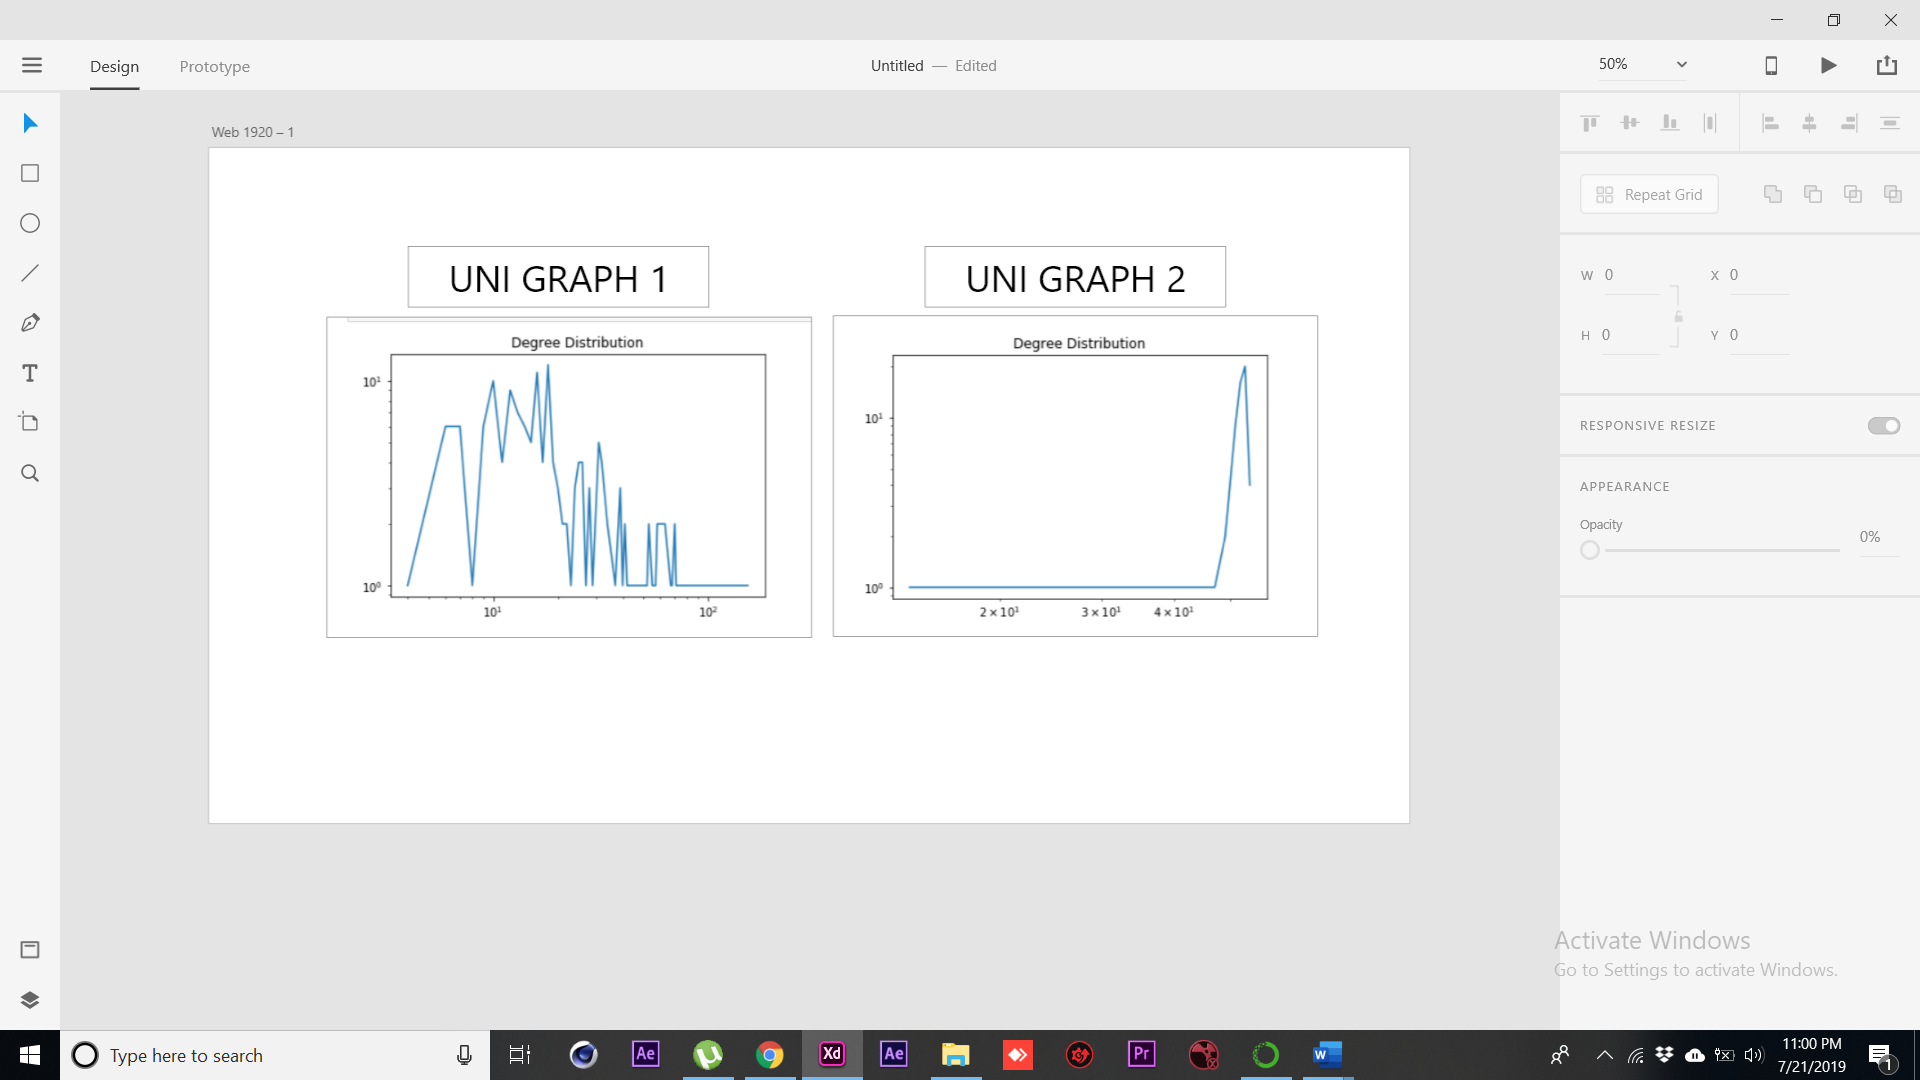 Design
Prototype
Untitled — Edited
50%
Web 1920 – 1
UNI GRAPH 1
UNI GRAPH 2
Degree Distribution
10¹
10⁰
10¹
10²
Degree Distribution
10¹
10⁰
2 × 10¹
3 × 10¹
4 × 10¹
Repeat Grid
W 0
X 0
H 0
Y 0
RESPONSIVE RESIZE
APPEARANCE
Opacity
0%
Activate Windows
Go to Settings to activate Windows.
Type here to search
Ae
Xd
Ae
Pr
W
11:00 PM
7/21/2019
1